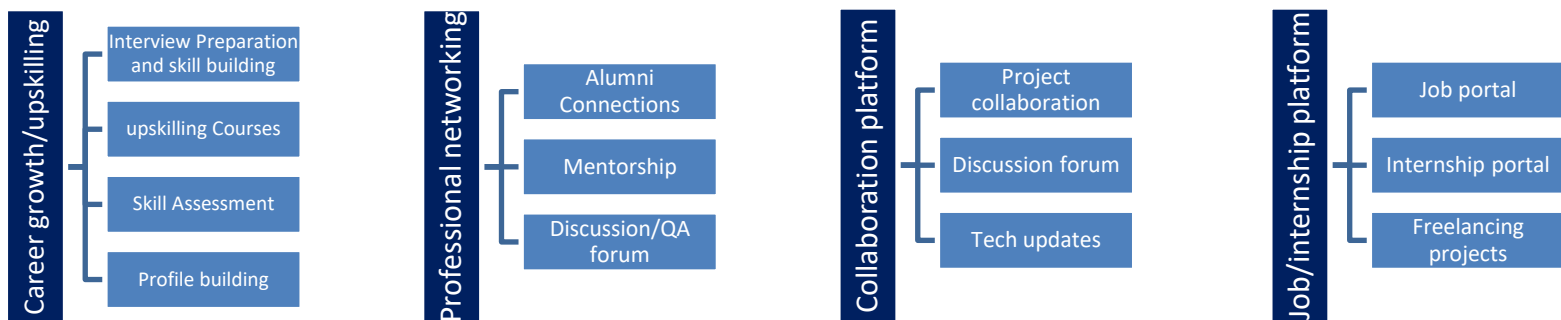 Career growth/upskilling
Interview Preparation
and skill building
upskilling Courses
Skill Assessment
Profile building
Professional networking
Alumni
Connections
Mentorship
Discussion/QA
forum
Collaboration platform
Project
collaboration
Discussion forum
Tech updates
Job/internship platform
Job portal
Internship portal
Freelancing
projects